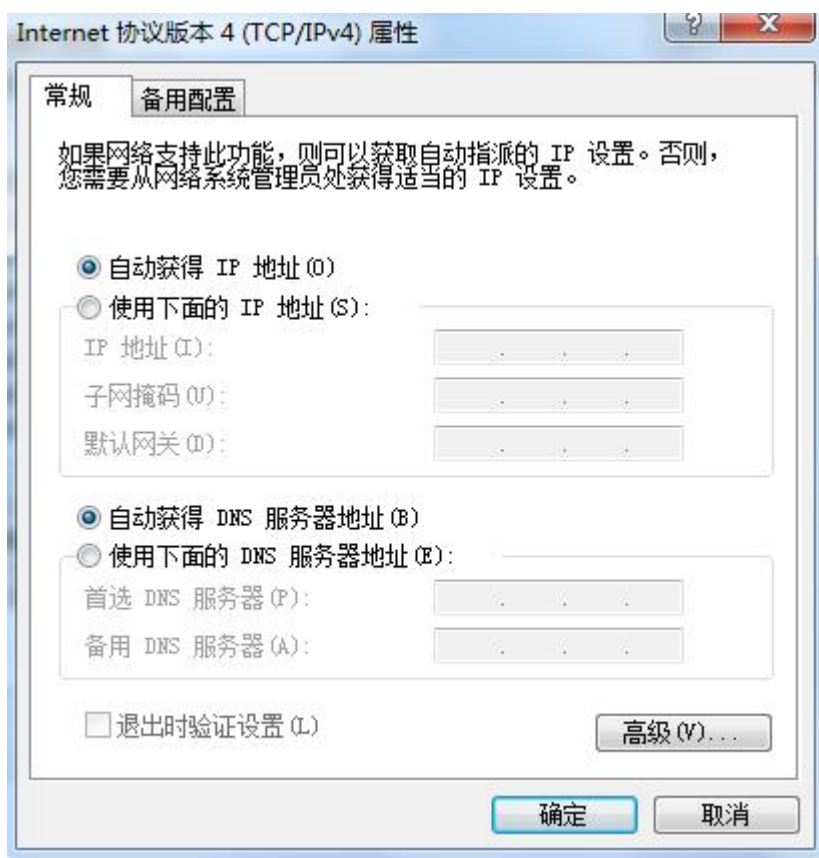 Internet 协议版本 4 (TCP/IPv4) 属性
常规
备用配置
如果网络支持此功能，则可以获取自动指派的 IP 设置。否则，
您需要从网络系统管理员处获得适当的 IP 设置。
自动获得 IP 地址(O)
使用下面的 IP 地址(S):
IP 地址(I):
子网掩码(U):
默认网关(D):
自动获得 DNS 服务器地址(B)
使用下面的 DNS 服务器地址(E):
首选 DNS 服务器(P):
备用 DNS 服务器(A):
退出时验证设置(L)
高级(V)...
确定
取消